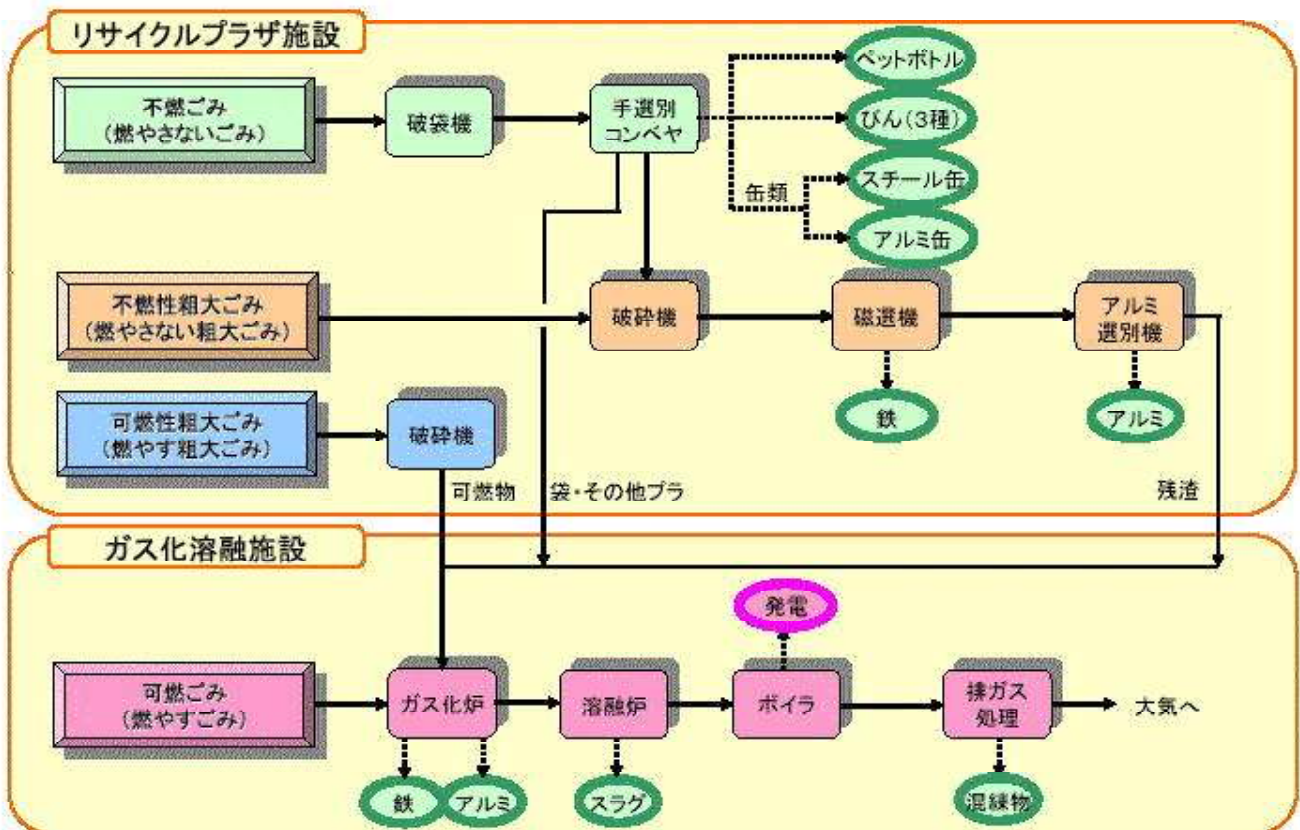 リサイクルプラザ施設
不燃ごみ
(燃やさないごみ)
破袋機
手選別
コンベヤ
ペットボトル
びん(3種)
缶類
スチール缶
アルミ缶
不燃性粗大ごみ
(燃やさない粗大ごみ)
破砕機
磁選機
アルミ
選別機
鉄
アルミ
可燃性粗大ごみ
(燃やす粗大ごみ)
破砕機
可燃物
袋・その他プラ
残渣
ガス化溶融施設
発電
可燃ごみ
(燃やすごみ)
ガス化炉
溶融炉
ボイラ
排ガス
処理
大気へ
鉄
アルミ
スラグ
混練物